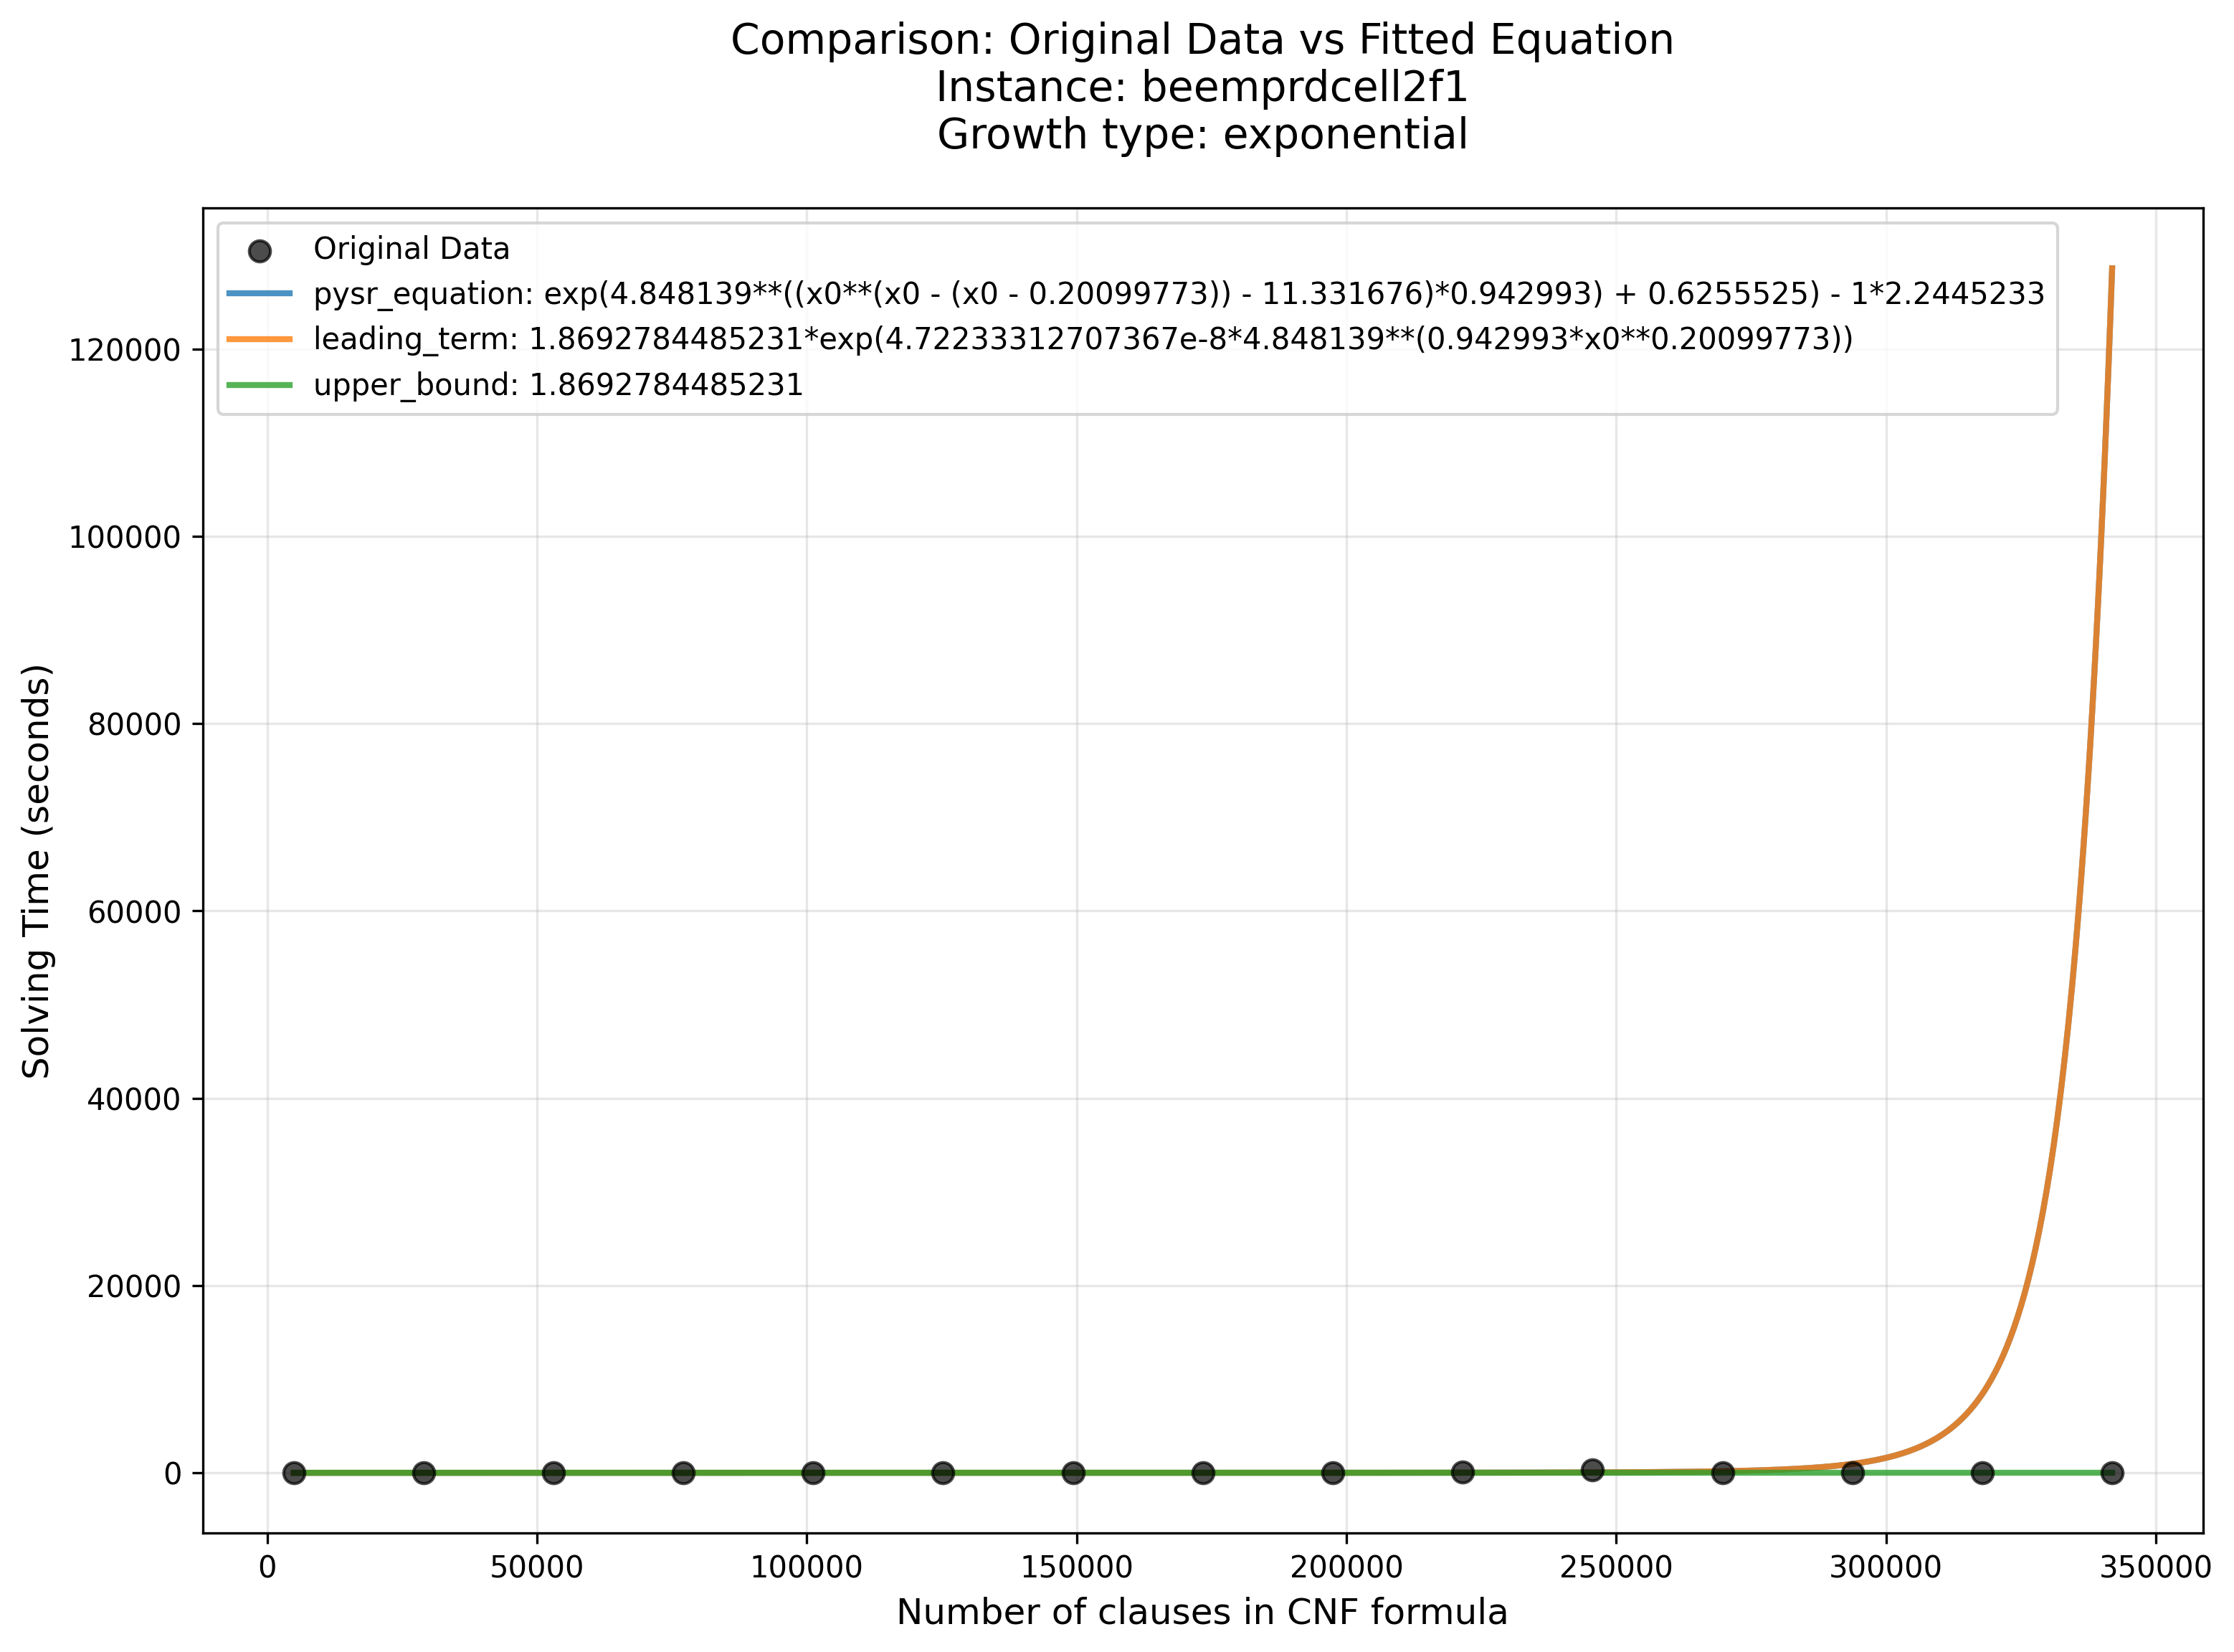 Comparison: Original Data vs Fitted Equation
Instance: beemprdcell2f1
Growth type: exponential
Original Data
pysr_equation: exp(4.848139**((x0**(x0 - (x0 - 0.20099773)) - 11.331676)*0.942993) + 0.6255525) - 1*2.2445233
leading_term: 1.8692784485231*exp(4.72233312707367e-8*4.848139**(0.942993*x0**0.20099773))
upper_bound: 1.8692784485231
120000
100000
80000
60000
40000
20000
0
Solving Time (seconds)
0 50000 100000 150000 200000 250000 300000 350000
Number of clauses in CNF formula